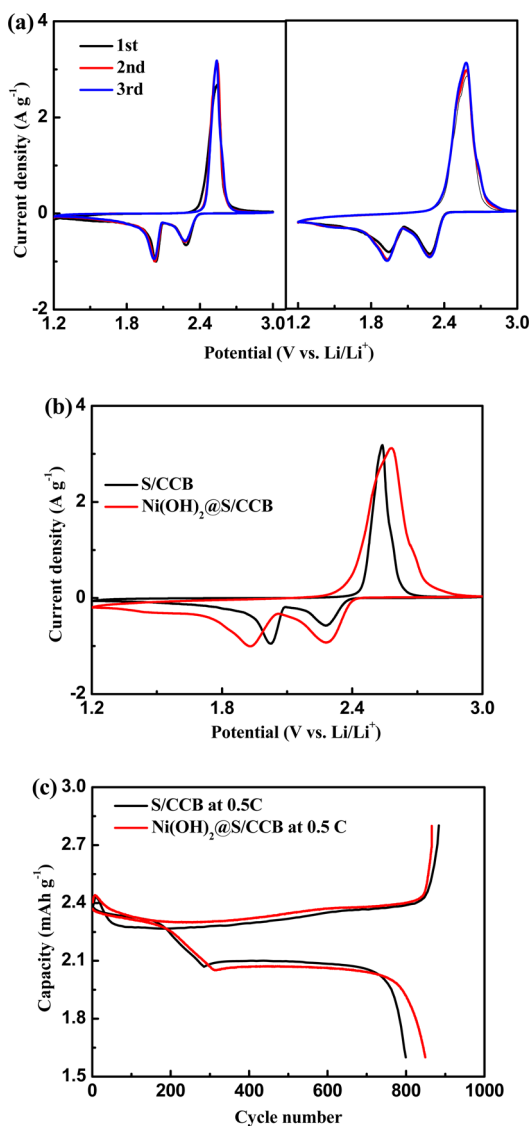 (a)
1st
2nd
3rd
Current density (A g⁻¹)
4
2
0
-2
1.2 1.8 2.4 3.0 1.2 1.8 2.4 3.0
Potential (V vs. Li/Li⁺)
(b)
S/CCB
Ni(OH)₂@S/CCB
Current density (A g⁻¹)
4
2
0
-2
1.2 1.8 2.4 3.0
Potential (V vs. Li/Li⁺)
(c)
S/CCB at 0.5C
Ni(OH)₂@S/CCB at 0.5 C
Capacity (mAh g⁻¹)
3.0
2.7
2.4
2.1
1.8
1.5
0 200 400 600 800 1000
Cycle number